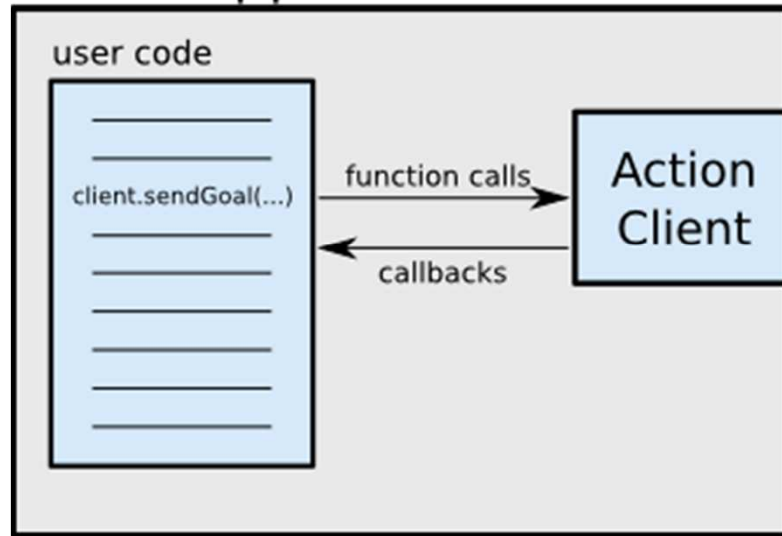 user code
client.sendGoal(...)
function calls
callbacks
Action
Client